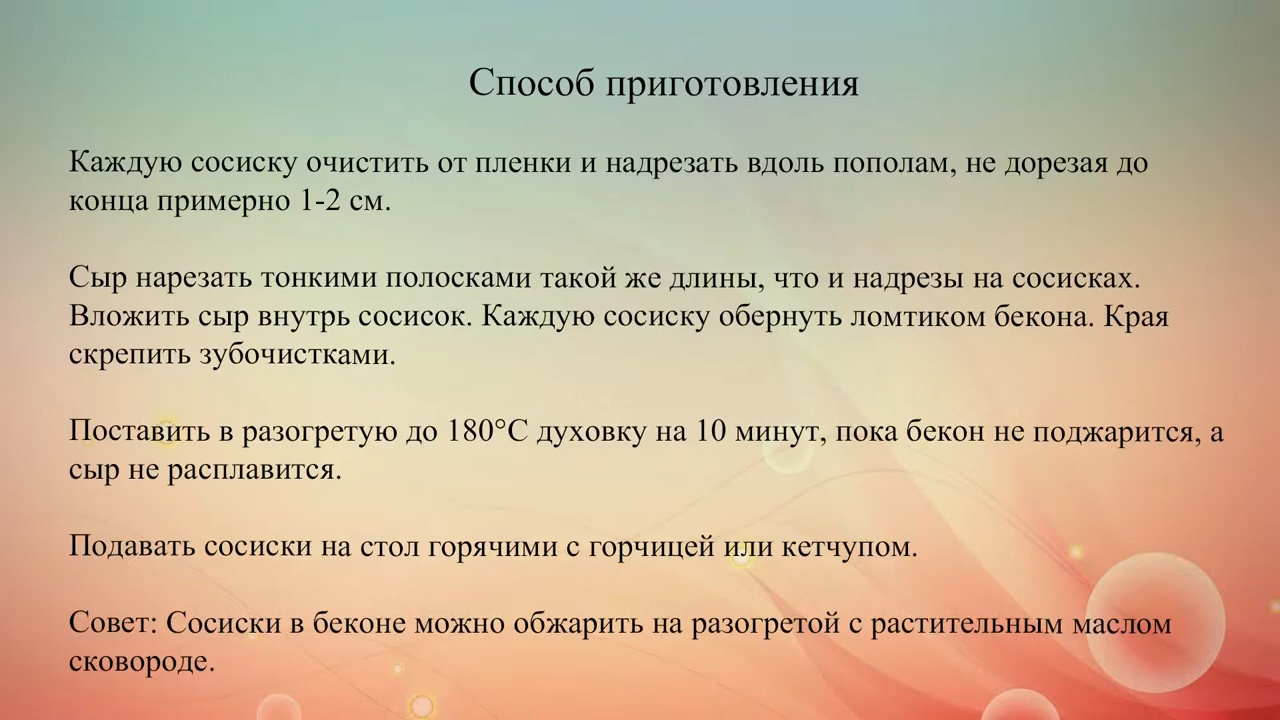 Способ приготовления
Каждую сосиску очистить от пленки и надрезать вдоль пополам, не дорезая до
конца примерно 1-2 см.
Сыр нарезать тонкими полосками такой же длины, что и надрезы на сосисках.
Вложить сыр внутрь сосисок. Каждую сосиску обернуть ломтиком бекона. Края
скрепить зубочистками.
Поставить в разогретую до 180°С духовку на 10 минут, пока бекон не поджарится, а
сыр не расплавится.
Подавать сосиски на стол горячими с горчицей или кетчупом.
Совет: Сосиски в беконе можно обжарить на разогретой с растительным маслом
сковороде.